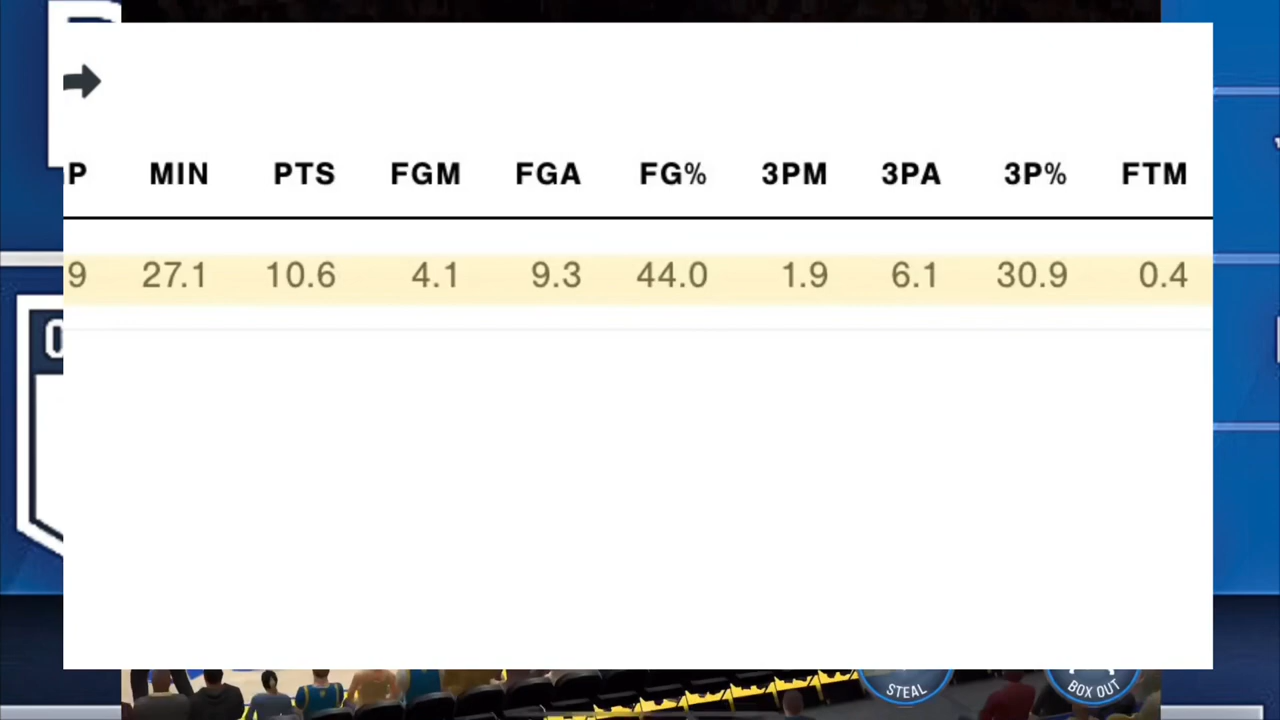 P MIN PTS FGM FGA FG% 3PM 3PA 3P% FTM
9 27.1 10.6 4.1 9.3 44.0 1.9 6.1 30.9 0.4
STEAL BOX OUT